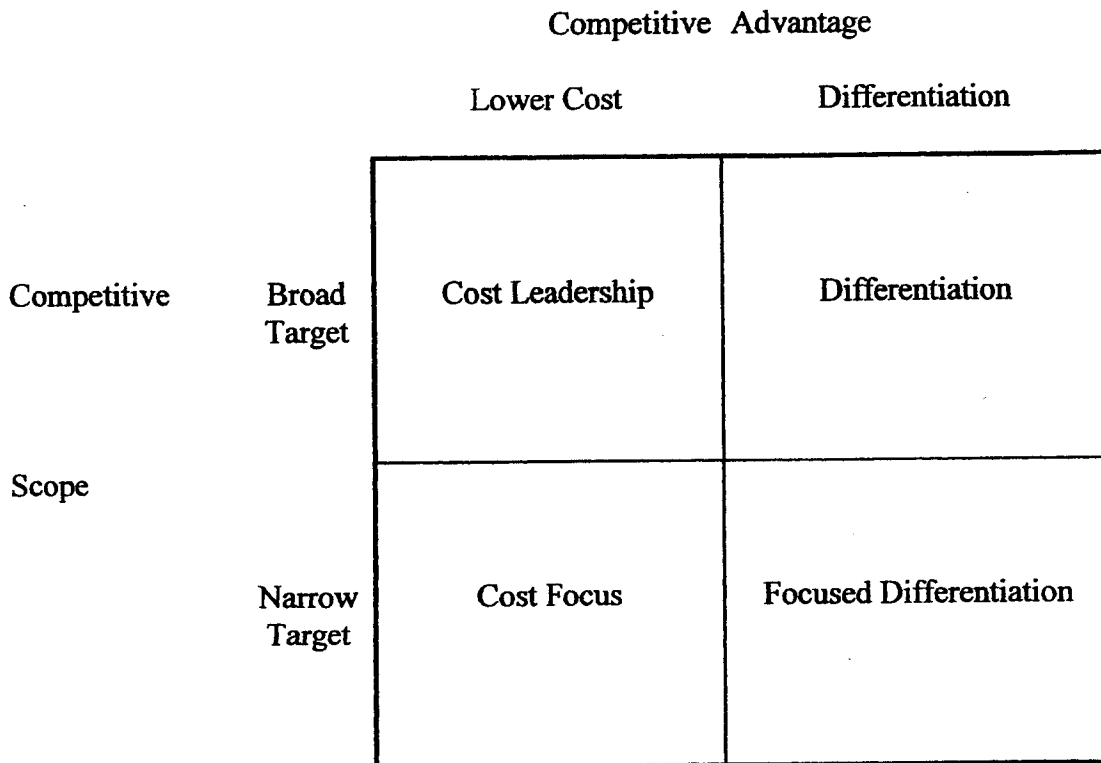 Competitive Advantage
Lower Cost Differentiation
Competitive Broad Target Cost Leadership Differentiation
Scope
Narrow Target Cost Focus Focused Differentiation